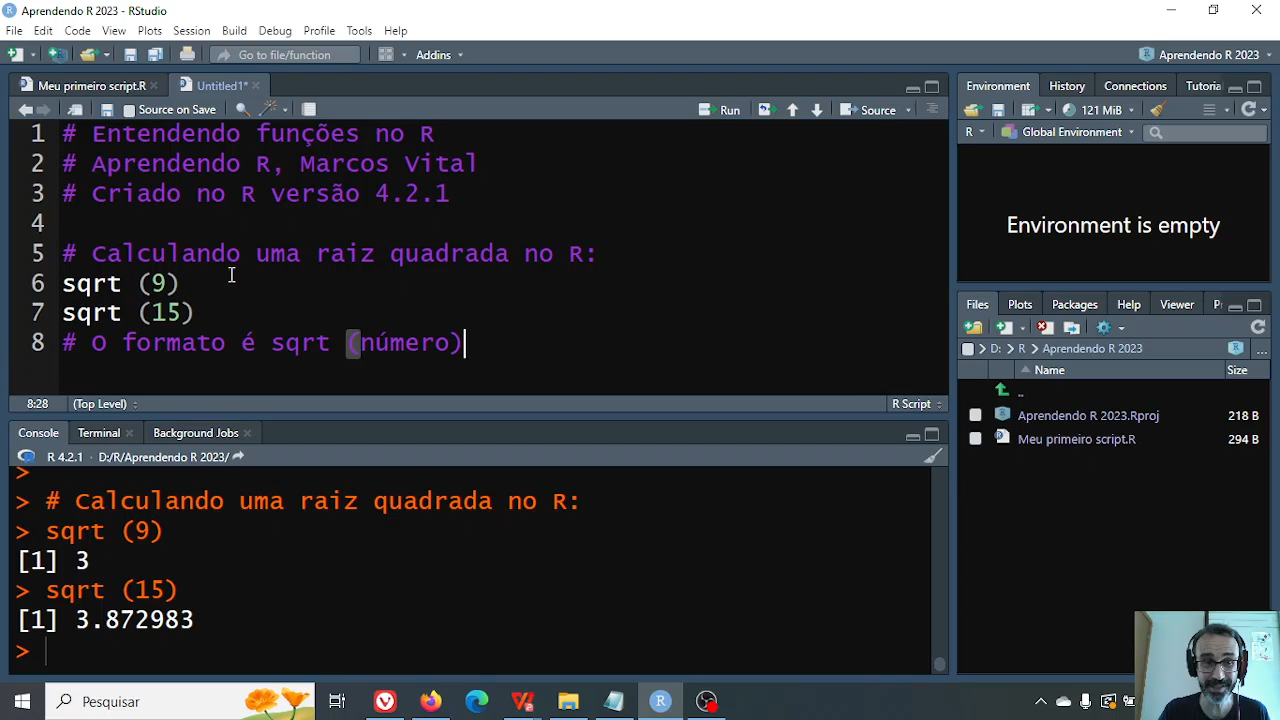 Aprendendo R 2023 - RStudio
File Edit Code View Plots Session Build Debug Profile Tools Help
Go to file/function
Addins
Aprendendo R 2023
Meu primeiro script.R
Untitled1*
Source on Save
Run
Source
1 # Entendendo funções no R
2 # Aprendendo R, Marcos Vital
3 # Criado no R versão 4.2.1
4
5 # Calculando uma raiz quadrada no R:
6 sqrt (9)
7 sqrt (15)
8 # O formato é sqrt (número)
8:28 (Top Level) R Script
Console Terminal Background Jobs
R 4.2.1 · D:/R/Aprendendo R 2023/
>
> # Calculando uma raiz quadrada no R:
> sqrt (9)
[1] 3
> sqrt (15)
[1] 3.872983
>
Environment History Connections Tutoria
121 MiB
R Global Environment
Environment is empty
Files Plots Packages Help Viewer
D: R Aprendendo R 2023 ...
Name Size
..
Aprendendo R 2023.Rproj 218 B
Meu primeiro script.R 294 B
Pesquisar